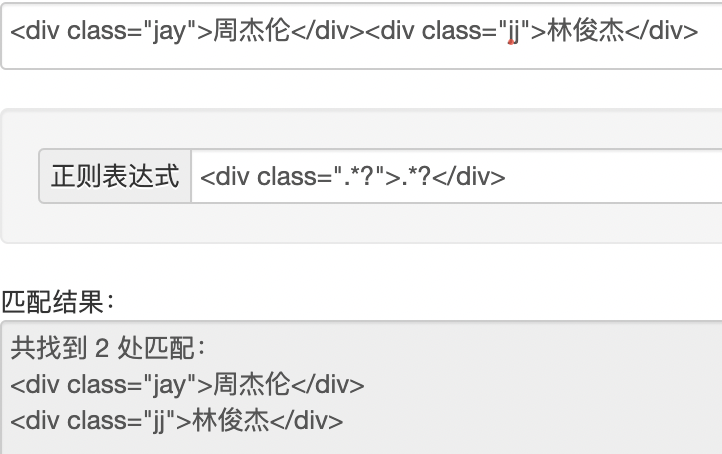 <div class="jay">周杰伦</div><div class="jj">林俊杰</div>
正则表达式 <div class=".*?">.*?</div>
匹配结果：
共找到 2 处匹配：
<div class="jay">周杰伦</div>
<div class="jj">林俊杰</div>